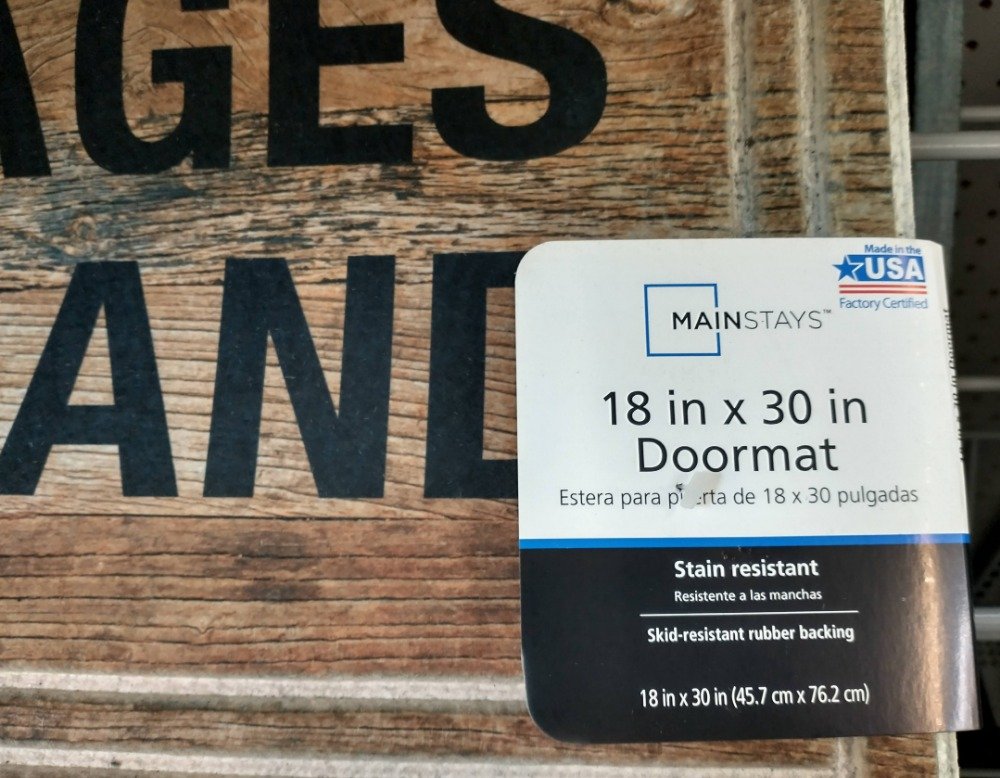 AGES
AND
Made in the
USA
Factory Certified
MAINSTAYS™
18 in x 30 in
Doormat
Estera para de 18 x 30 pulgadas
Stain resistant
Resistente a las manchas
Skid-resistant rubber backing
18 in x 30 in (45.7 cm x 76.2 cm)